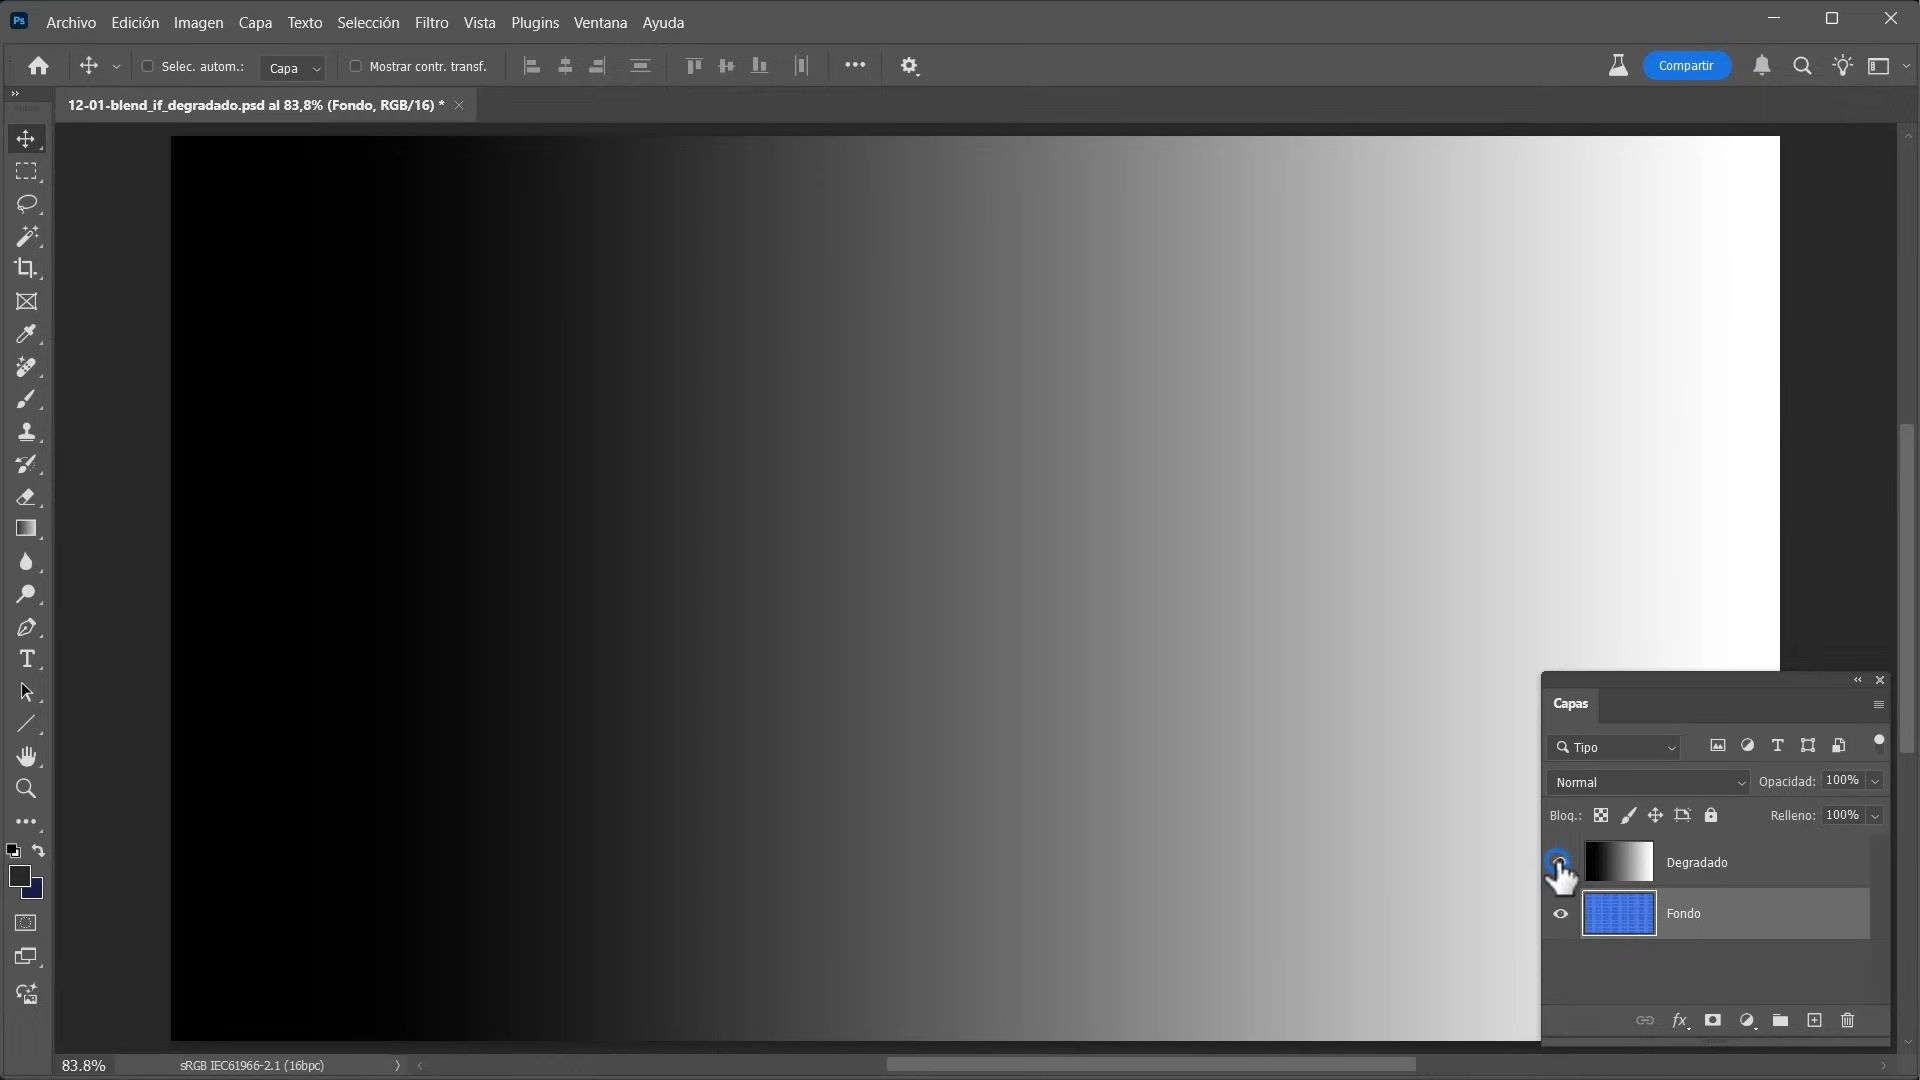 Ps Archivo Edición Imagen Capa Texto Selección Filtro Vista Plugins Ventana Ayuda
Selec. autom.: Capa Mostrar contr. transf. Compartir
12-01-blend_if_degradado.psd al 83,8% (Fondo, RGB/16) *
Capas
Tipo
Normal Opacidad: 100%
Bloq.: Relleno: 100%
Degradado
Fondo
fx
83.8% sRGB IEC61966-2.1 (16bpc)